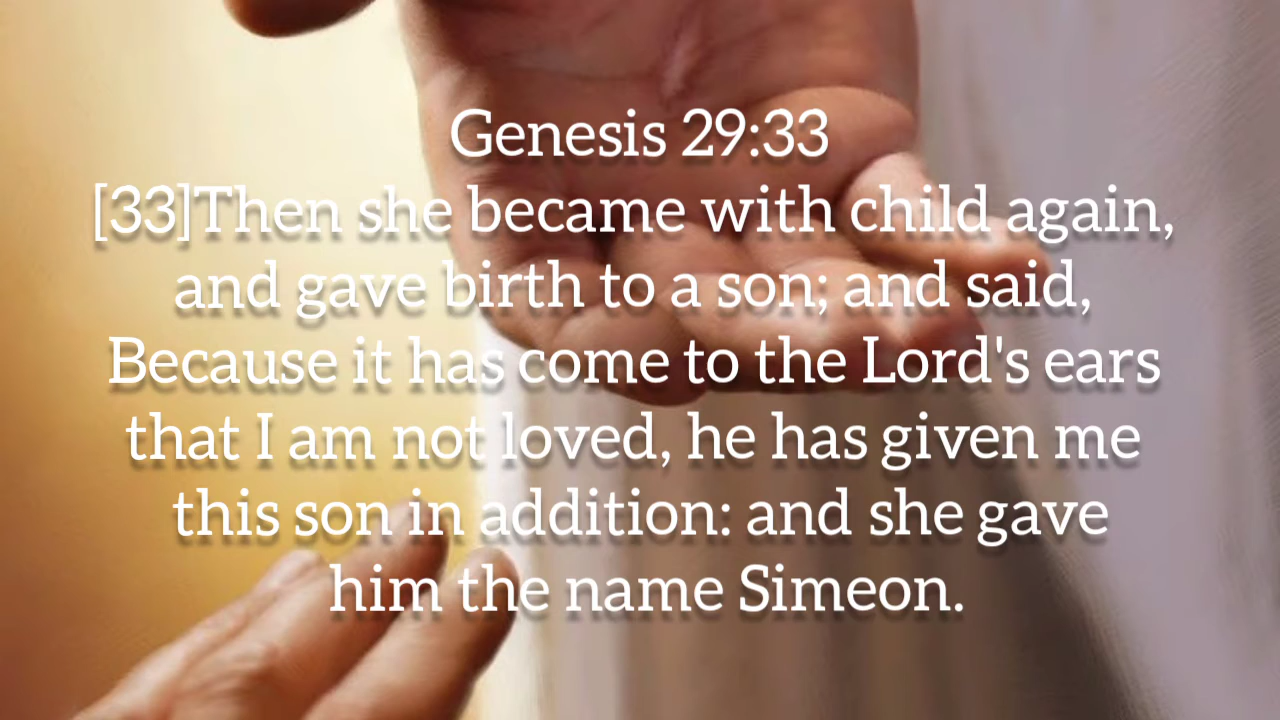 Genesis 29:33
[33]Then she became with child again,
and gave birth to a son; and said,
Because it has come to the Lord's ears
that I am not loved, he has given me
this son in addition: and she gave
him the name Simeon.